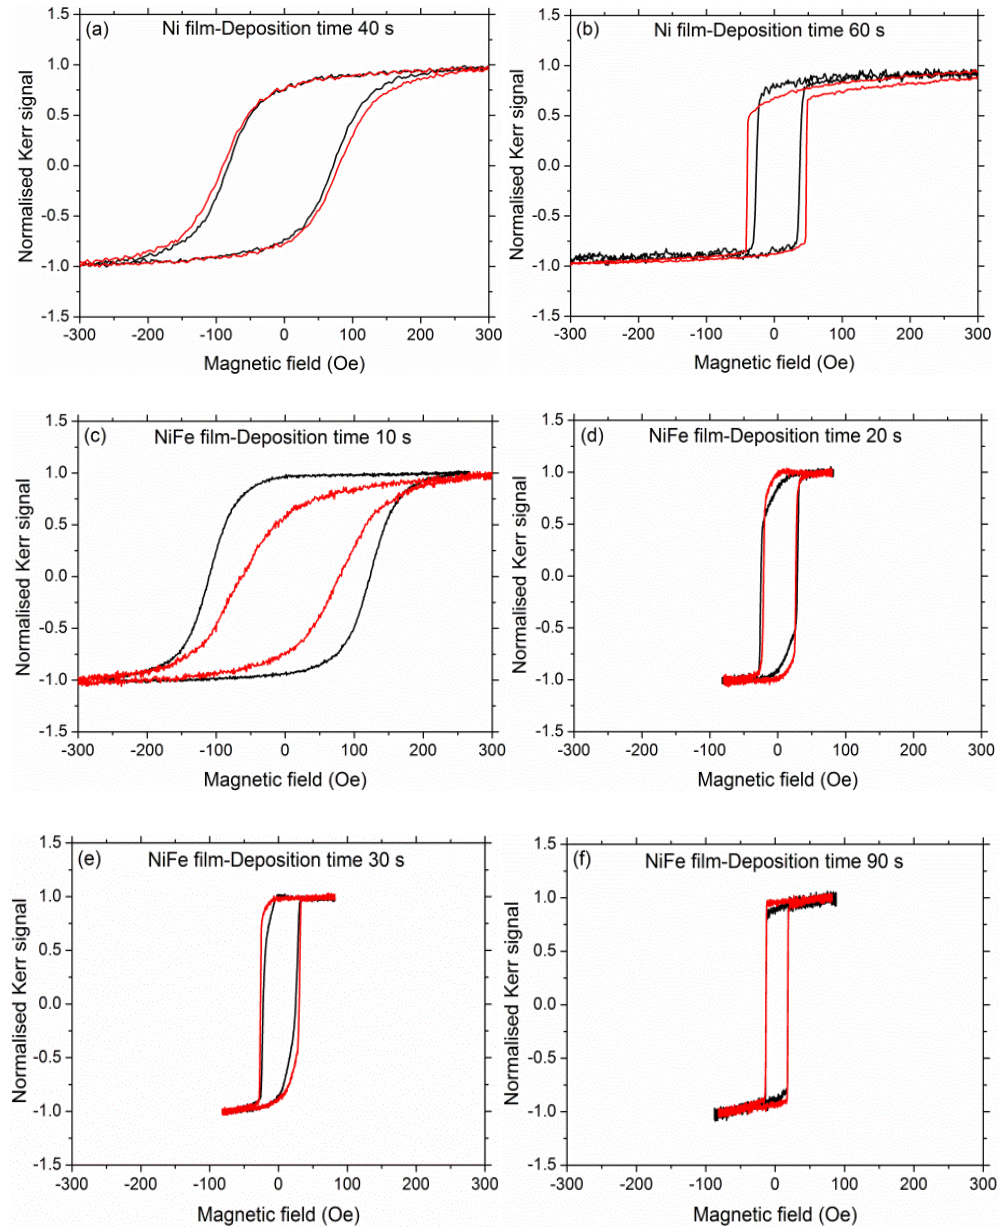 (a) Ni film-Deposition time 40 s
1.5
1.0
0.5
0.0
-0.5
-1.0
-1.5
Normalised Kerr signal
-300 -200 -100 0 100 200 300
Magnetic field (Oe)
(b) Ni film-Deposition time 60 s
1.5
1.0
0.5
0.0
-0.5
-1.0
-1.5
Normalised Kerr signal
-300 -200 -100 0 100 200 300
Magnetic field (Oe)
(c) NiFe film-Deposition time 10 s
1.5
1.0
0.5
0.0
-0.5
-1.0
-1.5
Normalised Kerr signal
-300 -200 -100 0 100 200 300
Magnetic field (Oe)
(d) NiFe film-Deposition time 20 s
1.5
1.0
0.5
0.0
-0.5
-1.0
-1.5
Normalised Kerr signal
-300 -200 -100 0 100 200 300
Magnetic field (Oe)
(e) NiFe film-Deposition time 30 s
1.5
1.0
0.5
0.0
-0.5
-1.0
-1.5
Normalised Kerr signal
-300 -200 -100 0 100 200 300
Magnetic field (Oe)
(f) NiFe film-Deposition time 90 s
1.5
1.0
0.5
0.0
-0.5
-1.0
-1.5
Normalised Kerr signal
-300 -200 -100 0 100 200 300
Magnetic field (Oe)